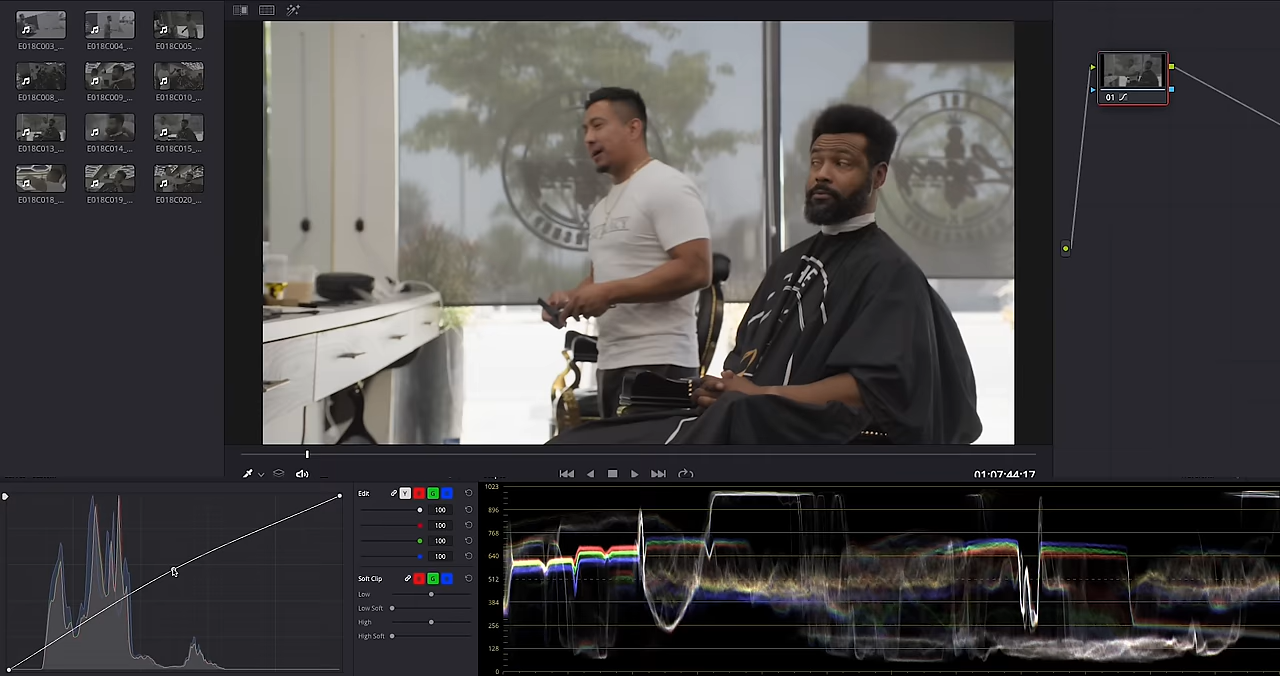 E018C003_... E018C004_... E018C005_...
E018C008_... E018C009_... E018C010_...
E018C013_... E018C014_... E018C015_...
E018C018_... E018C019_... E018C020_...
01
01:07:44:17
Edit Y
100
100
100
100
Soft Clip
Low
Low Soft
High
High Soft
1023
896
768
640
512
384
256
128
0